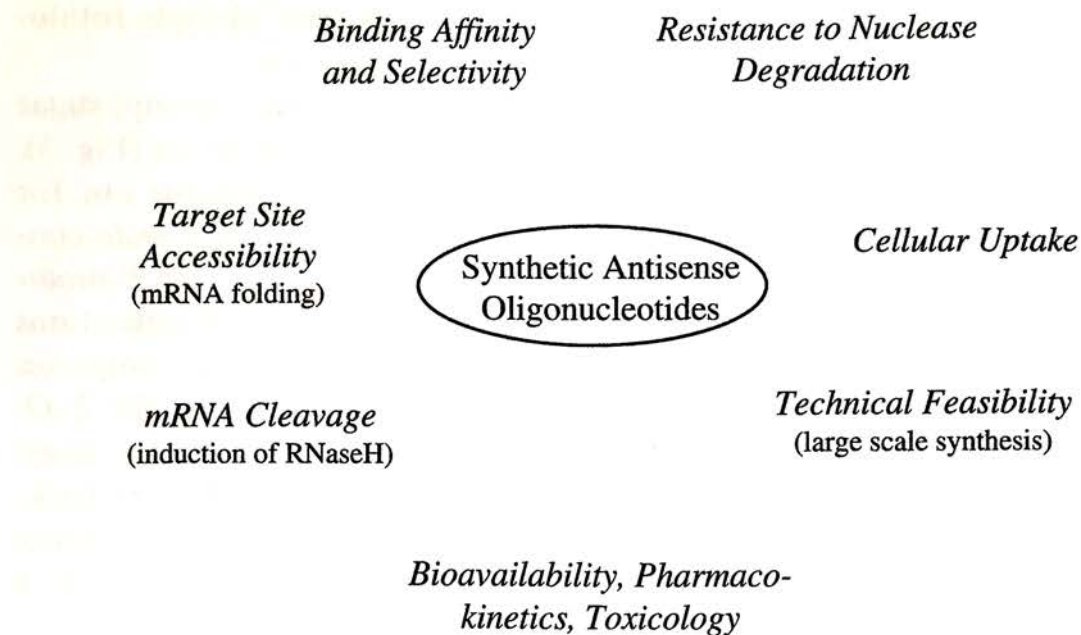 Binding Affinity
and Selectivity
Resistance to Nuclease
Degradation
Target Site
Accessibility
(mRNA folding)
Synthetic Antisense
Oligonucleotides
Cellular Uptake
mRNA Cleavage
(induction of RNaseH)
Technical Feasibility
(large scale synthesis)
Bioavailability, Pharmaco-
kinetics, Toxicology